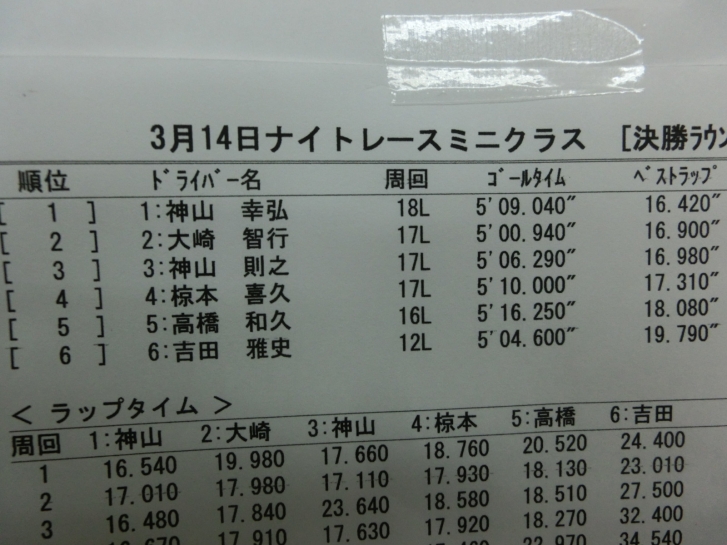 3月14日ナイトレースミニクラス [決勝ラウン
順位 ドライバー名 周回 ゴールタイム ベストラップ
[ 1 ] 1:神山 幸弘 18L 5'09.040" 16.420"
[ 2 ] 2:大崎 智行 17L 5'00.940" 16.900"
[ 3 ] 3:神山 則之 17L 5'06.290" 16.980"
[ 4 ] 4:椋本 喜久 17L 5'10.000" 17.310"
[ 5 ] 5:高橋 和久 16L 5'16.250" 18.080"
[ 6 ] 6:吉田 雅史 12L 5'04.600" 19.790"
< ラップタイム >
周回 1:神山 2:大崎 3:神山 4:椋本 5:高橋 6:吉田
1 16.540 19.980 17.660 18.760 20.520 24.400
2 17.010 17.980 17.110 17.930 18.130 23.010
3 16.480 17.840 23.640 18.580 18.510 27.500
17.910 17.630 17.920 18.270 32.400
34.540